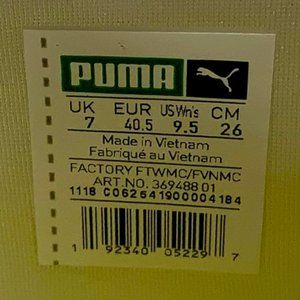 PUMA
UK EUR US Wn's CM
7 40.5 9.5 26
Made in Vietnam
Fabriqué au Vietnam
FACTORY FTWMC/FVNMC
ART.NO. 369488 01
1118 C062541900004184
1 92340 05229 7